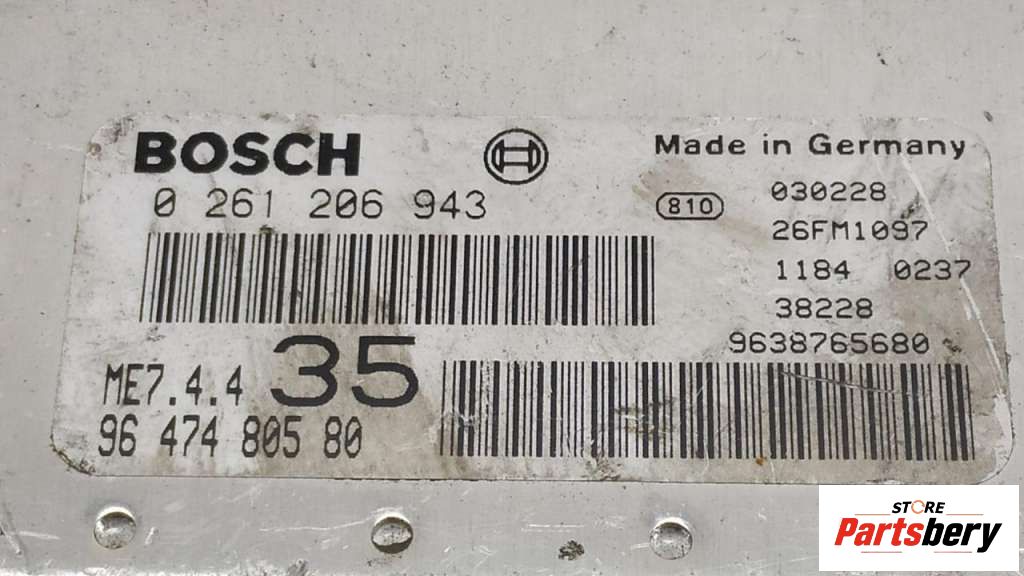 BOSCH
Made in Germany
0 261 206 943
810
030228
26FM1097
1184 0237
38228
9638765680
ME7.4.4
35
96 474 805 80
STORE
Partsbery